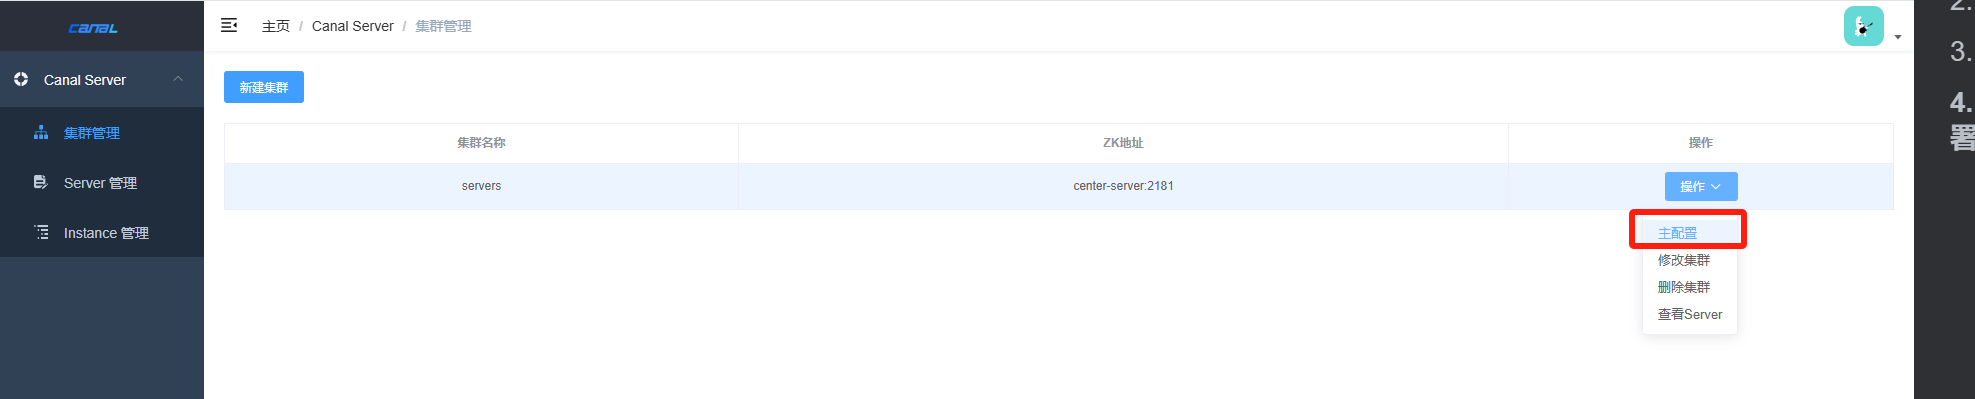 canal
主页 / Canal Server / 集群管理
2.
Canal Server
3.
新建集群
4.
署
集群管理
集群名称 ZK地址 操作
Server 管理
servers center-server:2181 操作
Instance 管理
主配置
修改集群
删除集群
查看Server